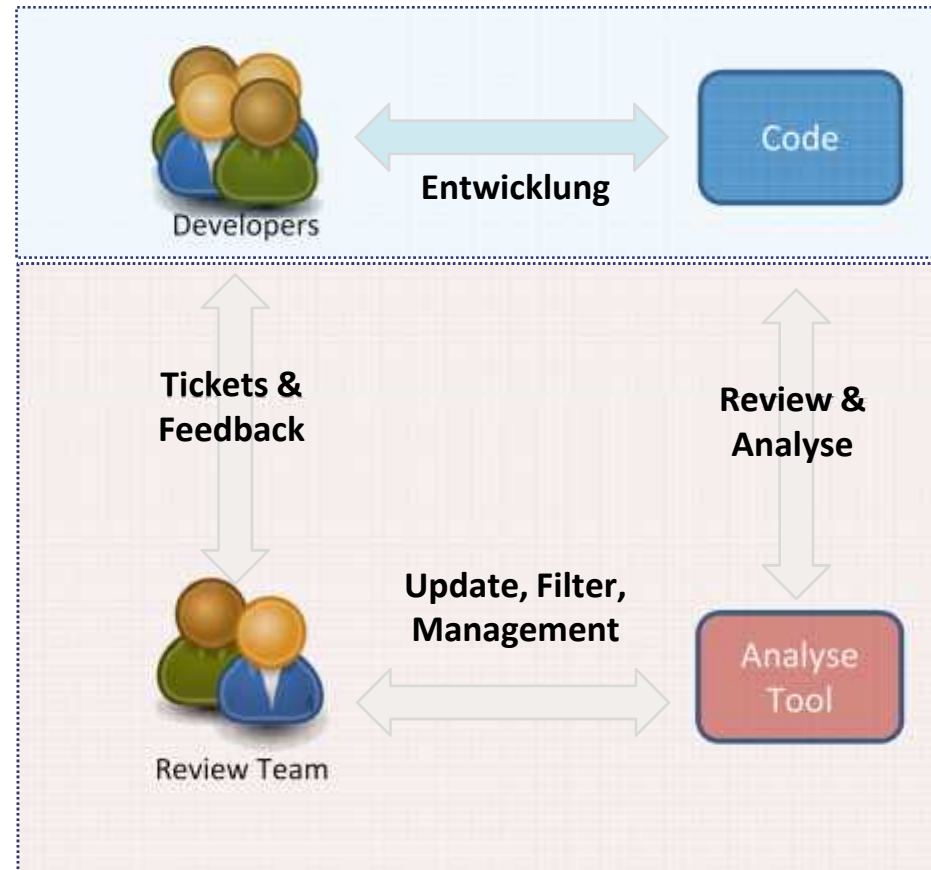 Code
Entwicklung
Developers
Tickets &
Feedback
Review &
Analyse
Update, Filter,
Management
Analyse
Tool
Review Team